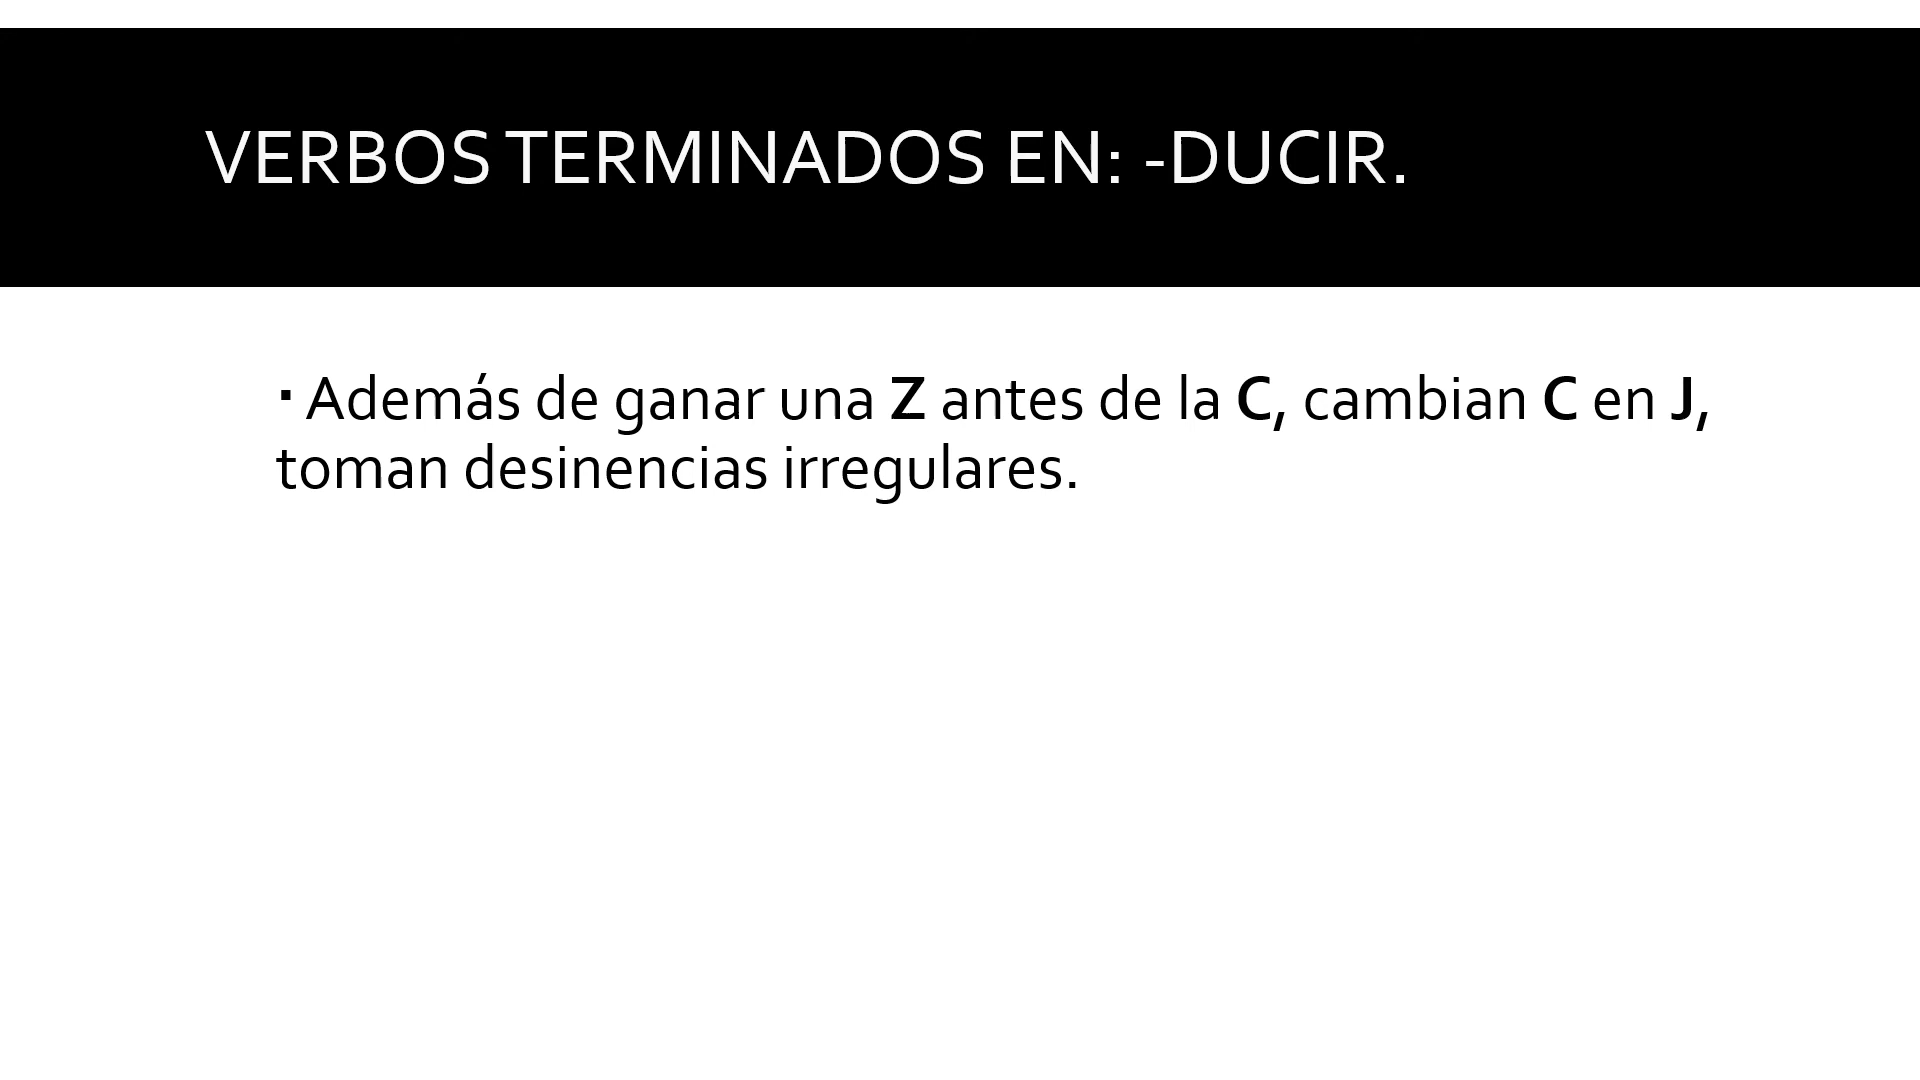 VERBOS TERMINADOS EN: -DUCIR.
▪ Además de ganar una Z antes de la C, cambian C en J,
toman desinencias irregulares.